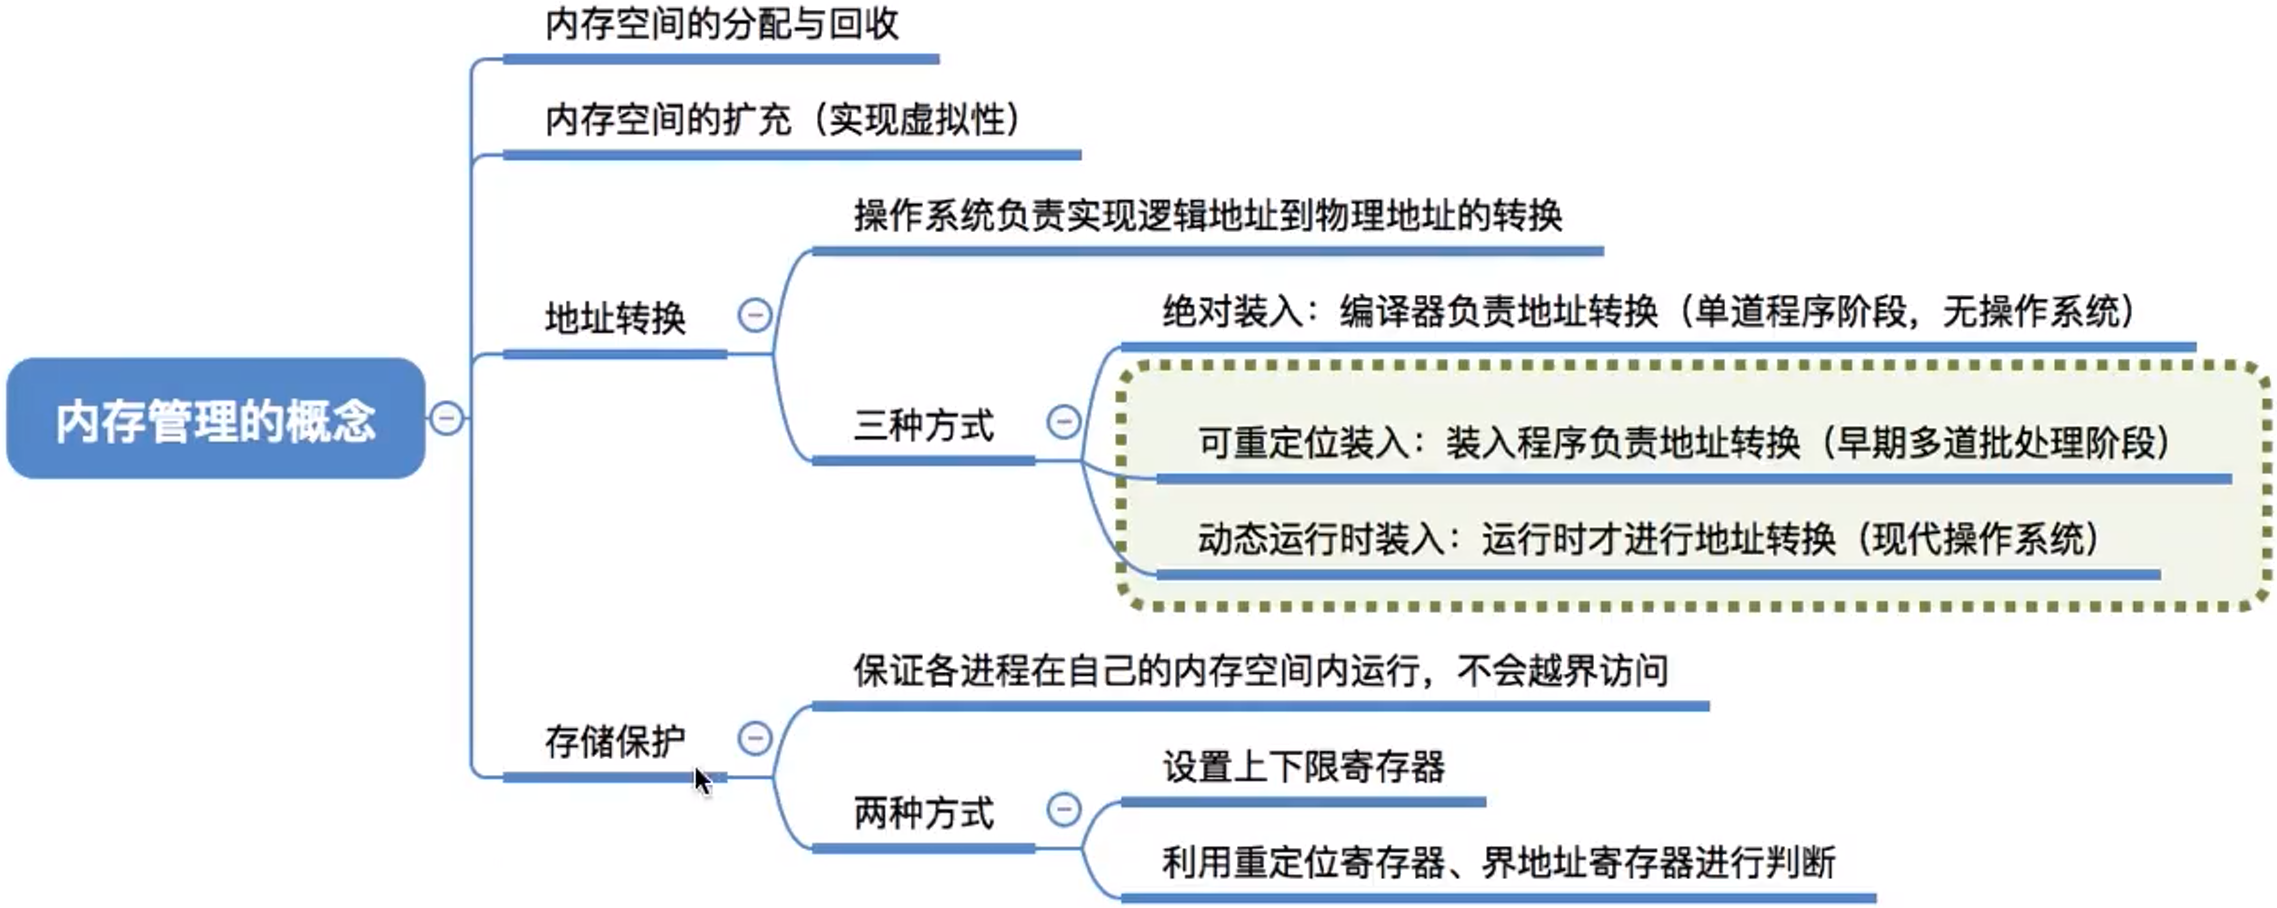 内存空间的分配与回收
内存空间的扩充（实现虚拟性）
操作系统负责实现逻辑地址到物理地址的转换
地址转换
绝对装入：编译器负责地址转换（单道程序阶段，无操作系统）
三种方式
可重定位装入：装入程序负责地址转换（早期多道批处理阶段）
动态运行时装入：运行时才进行地址转换（现代操作系统）
内存管理的概念
保证各进程在自己的内存空间内运行，不会越界访问
存储保护
设置上下限寄存器
两种方式
利用重定位寄存器、界地址寄存器进行判断